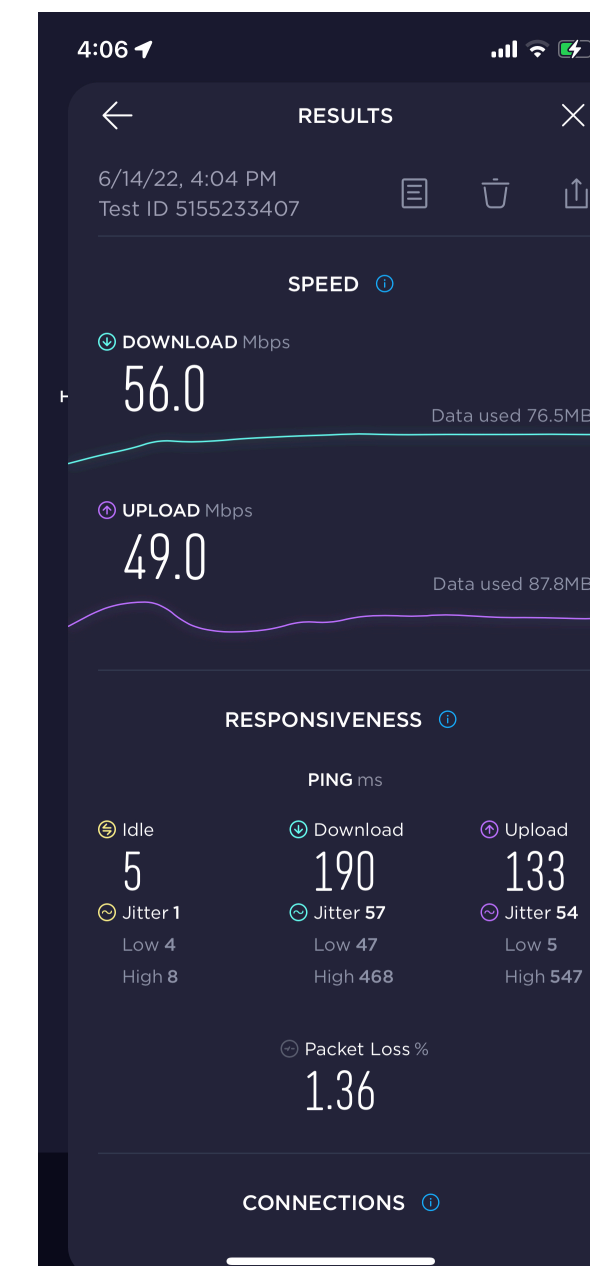 4:06
RESULTS
6/14/22, 4:04 PM
Test ID 5155233407
SPEED
DOWNLOAD Mbps
56.0
H
Data used 76.5MB
UPLOAD Mbps
49.0
Data used 87.8MB
RESPONSIVENESS
PING ms
Idle Download Upload
5 190 133
Jitter 1 Jitter 57 Jitter 54
Low 4 Low 47 Low 5
High 8 High 468 High 547
Packet Loss %
1.36
CONNECTIONS